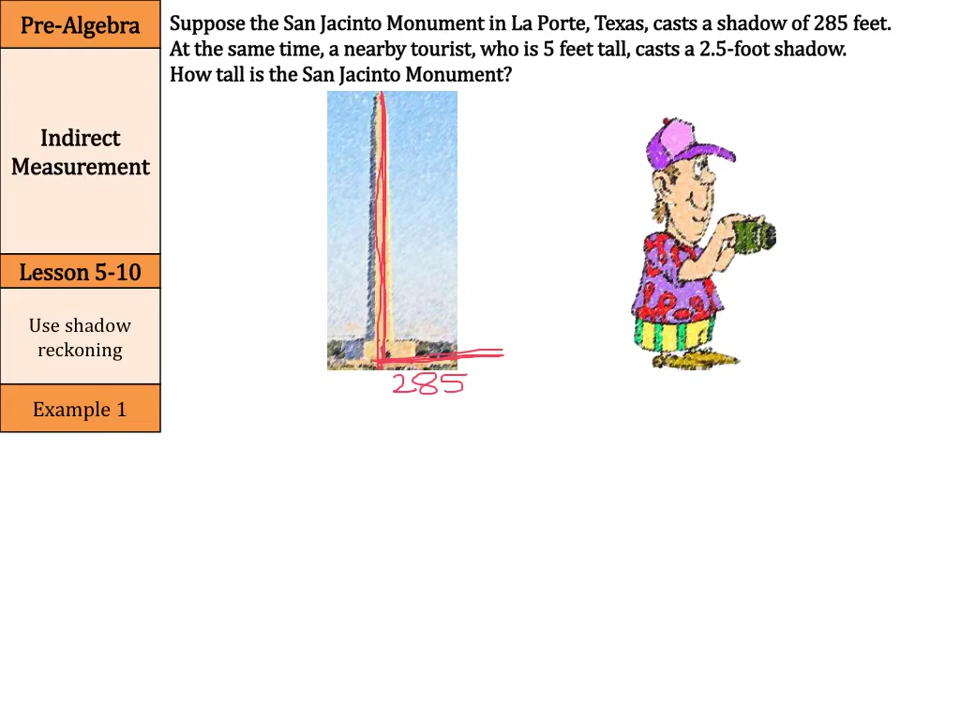 Pre-Algebra
Suppose the San Jacinto Monument in La Porte, Texas, casts a shadow of 285 feet.
At the same time, a nearby tourist, who is 5 feet tall, casts a 2.5-foot shadow.
How tall is the San Jacinto Monument?
Indirect
Measurement
Lesson 5-10
Use shadow
reckoning
Example 1
285